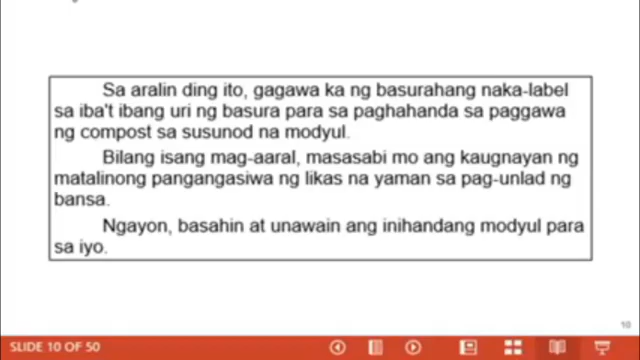 Sa aralin ding ito, gagawa ka ng basurahang naka-label
sa iba't ibang uri ng basura para sa paghahanda sa paggawa
ng compost sa susunod na modyul.
Bilang isang mag-aaral, masasabi mo ang kaugnayan ng
matalinong pangangasiwa ng likas na yaman sa pag-unlad ng
bansa.
Ngayon, basahin at unawain ang inihandang modyul para
sa iyo.
10
SLIDE 10 OF 50